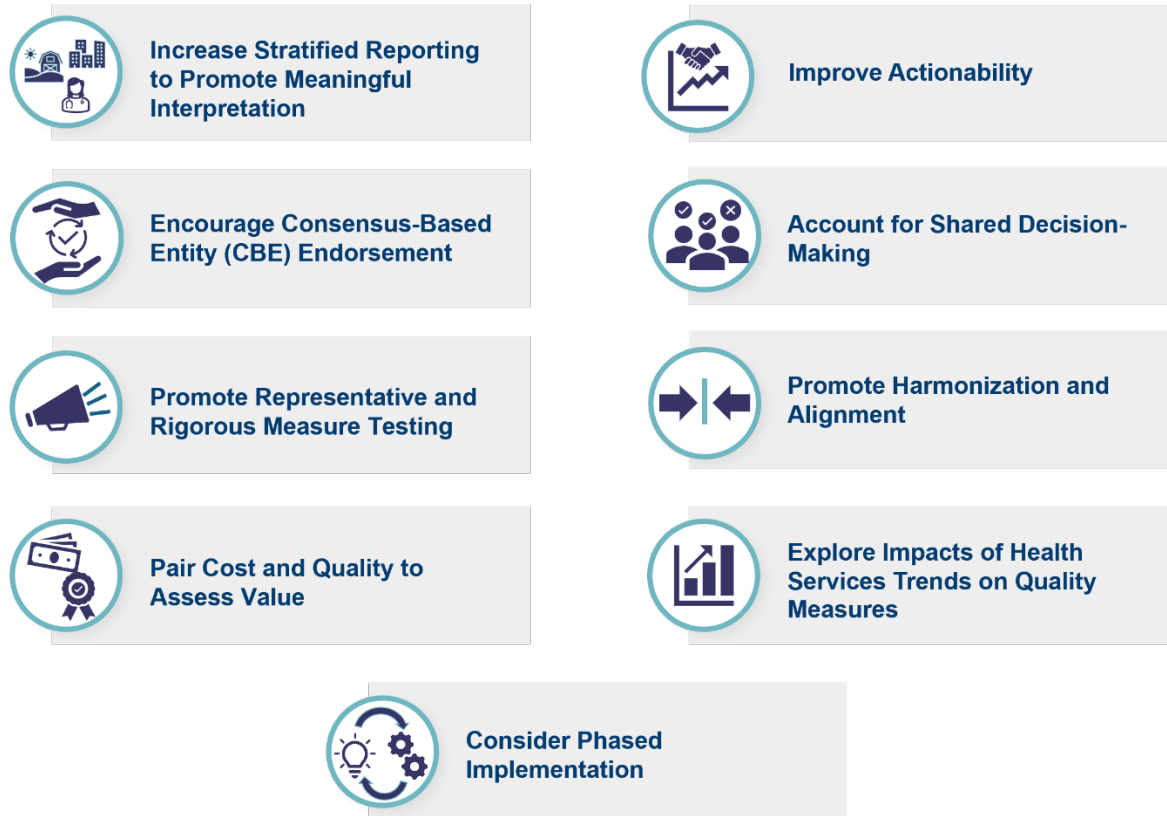 Increase Stratified Reporting
to Promote Meaningful
Interpretation
Improve Actionability
Encourage Consensus-Based
Entity (CBE) Endorsement
Account for Shared Decision-
Making
Promote Representative and
Rigorous Measure Testing
Promote Harmonization and
Alignment
Pair Cost and Quality to
Assess Value
Explore Impacts of Health
Services Trends on Quality
Measures
Consider Phased
Implementation